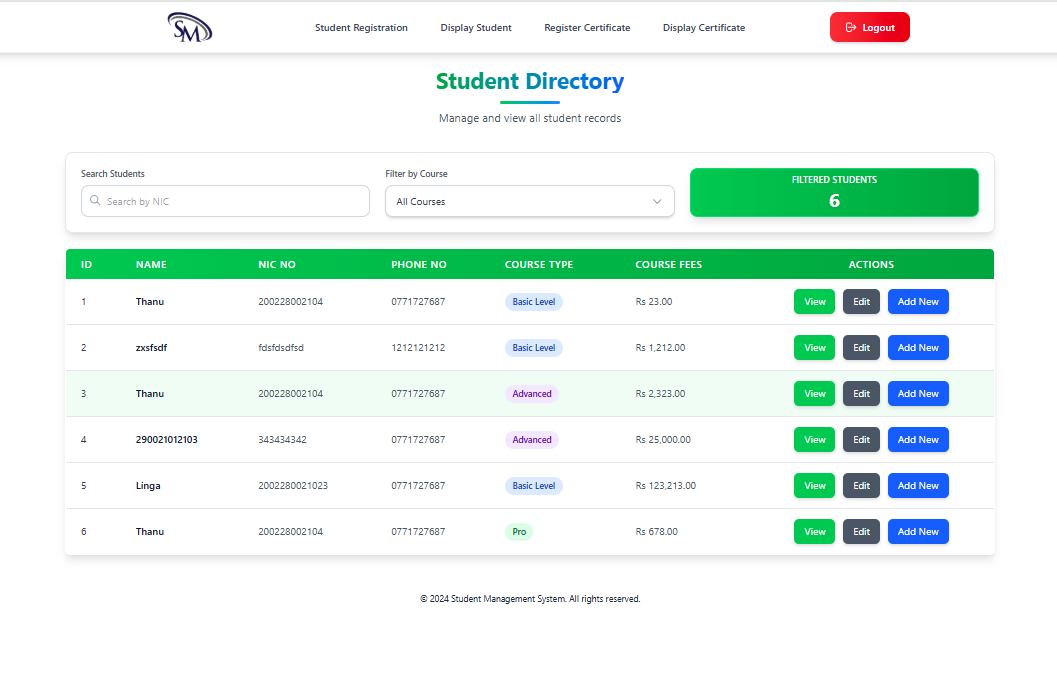 SM
Student Registration Display Student Register Certificate Display Certificate Logout
Student Directory
Manage and view all student records
Search Students Filter by Course
Search by NIC All Courses
FILTERED STUDENTS
6
ID NAME NIC NO PHONE NO COURSE TYPE COURSE FEES ACTIONS
1 Thanu 200228002104 0771727687 Basic Level Rs 23.00 View Edit Add New
2 zxsfsdf fdsfdsdfsd 1212121212 Basic Level Rs 1,212.00 View Edit Add New
3 Thanu 200228002104 0771727687 Advanced Rs 2,323.00 View Edit Add New
4 290021012103 343434342 0771727687 Advanced Rs 25,000.00 View Edit Add New
5 Linga 2002280021023 0771727687 Basic Level Rs 123,213.00 View Edit Add New
6 Thanu 200228002104 0771727687 Pro Rs 678.00 View Edit Add New
© 2024 Student Management System. All rights reserved.